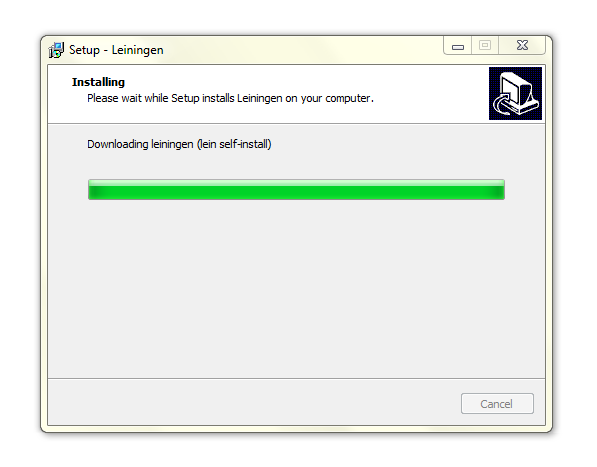 Setup - Leiningen
Installing
Please wait while Setup installs Leiningen on your computer.
Downloading leiningen (lein self-install)
Cancel